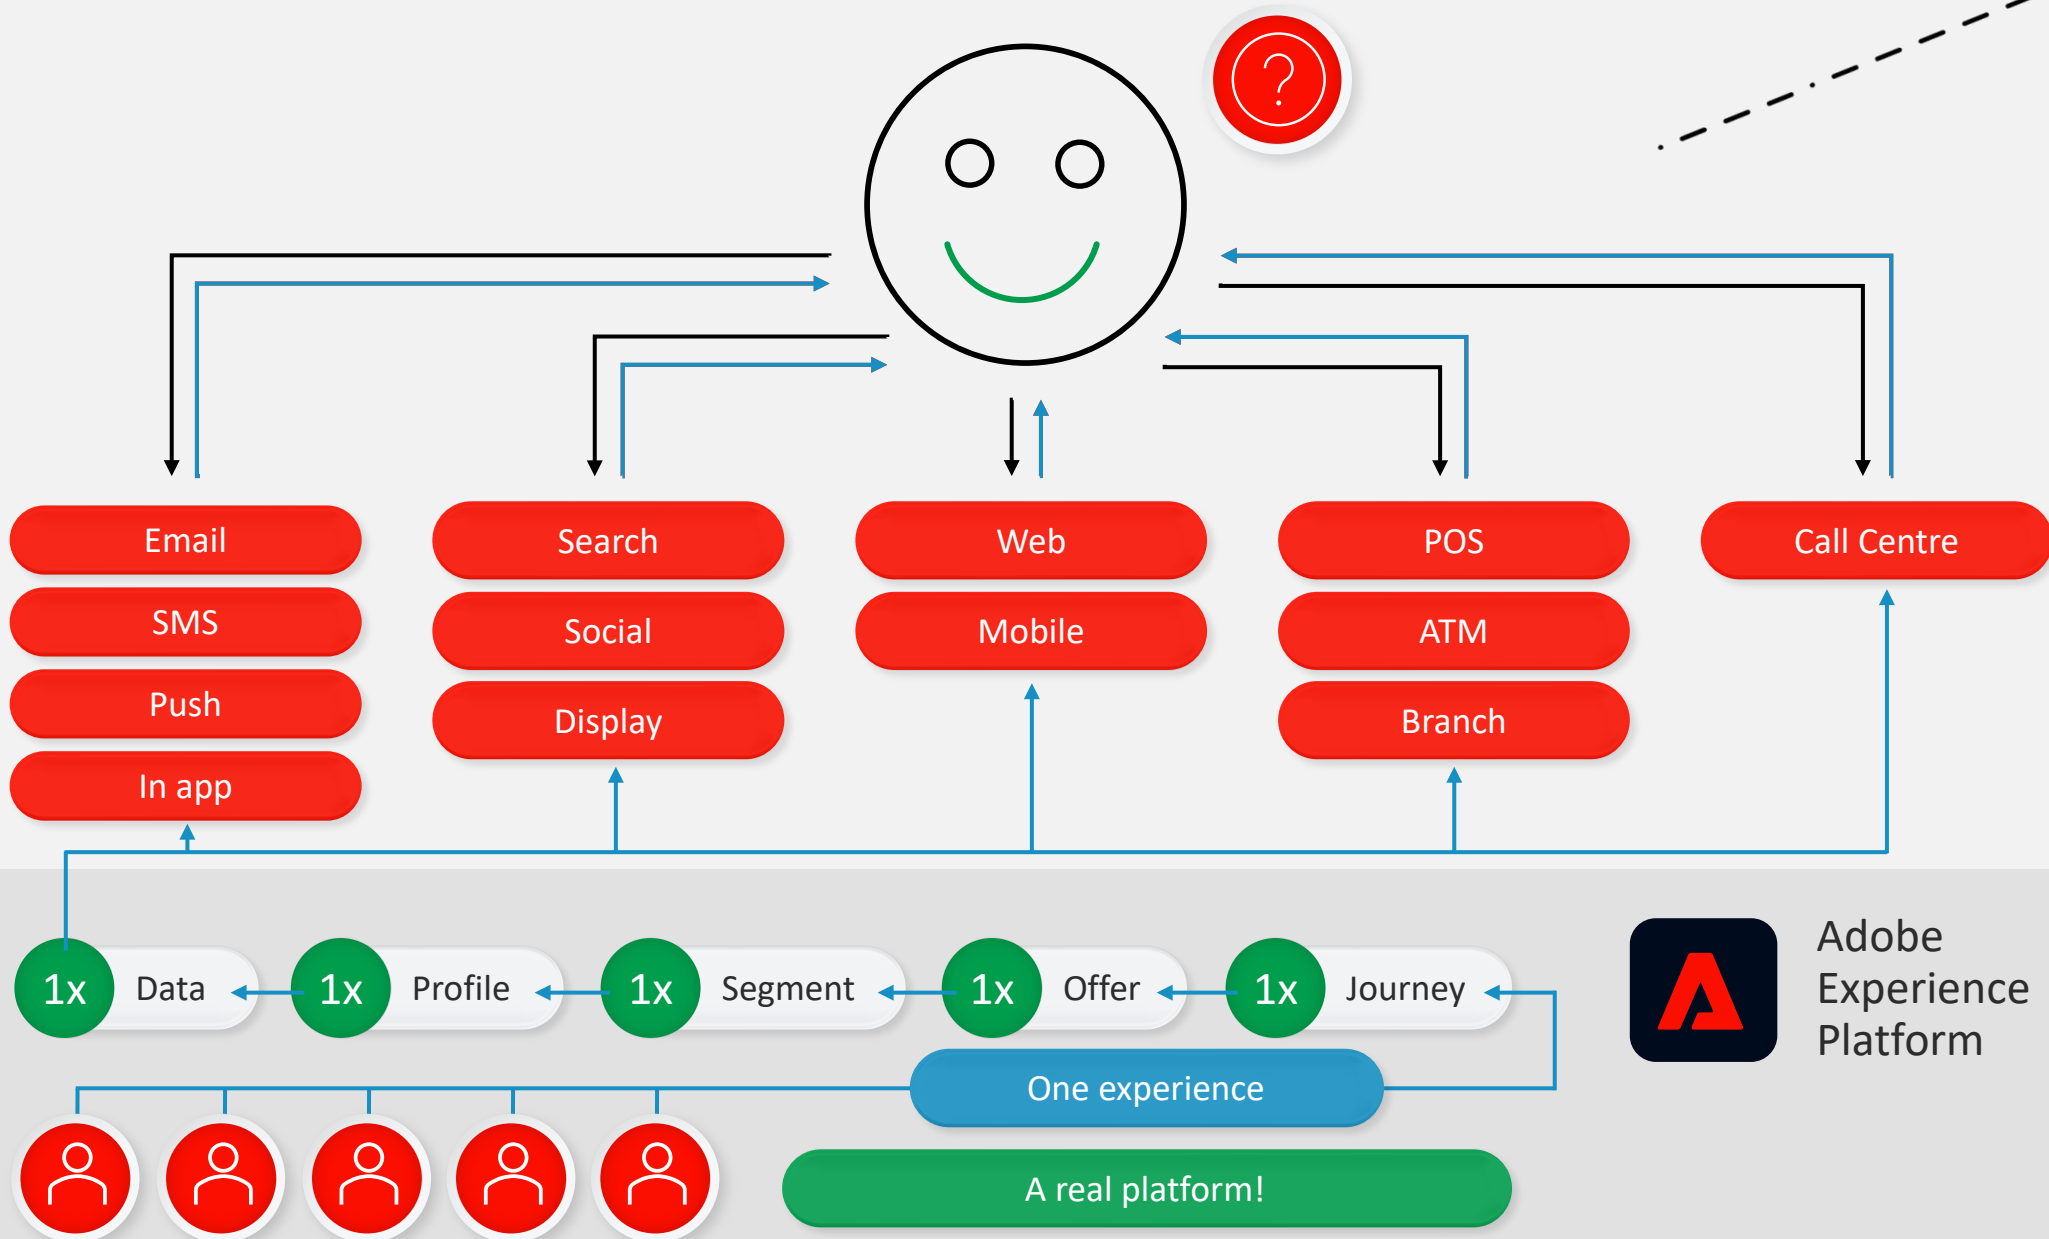 ?
Email
Search
Web
POS
Call Centre
SMS
Social
Mobile
ATM
Push
Display
Branch
In app
1x Data
1x Profile
1x Segment
1x Offer
1x Journey
Adobe
Experience
Platform
One experience
A real platform!